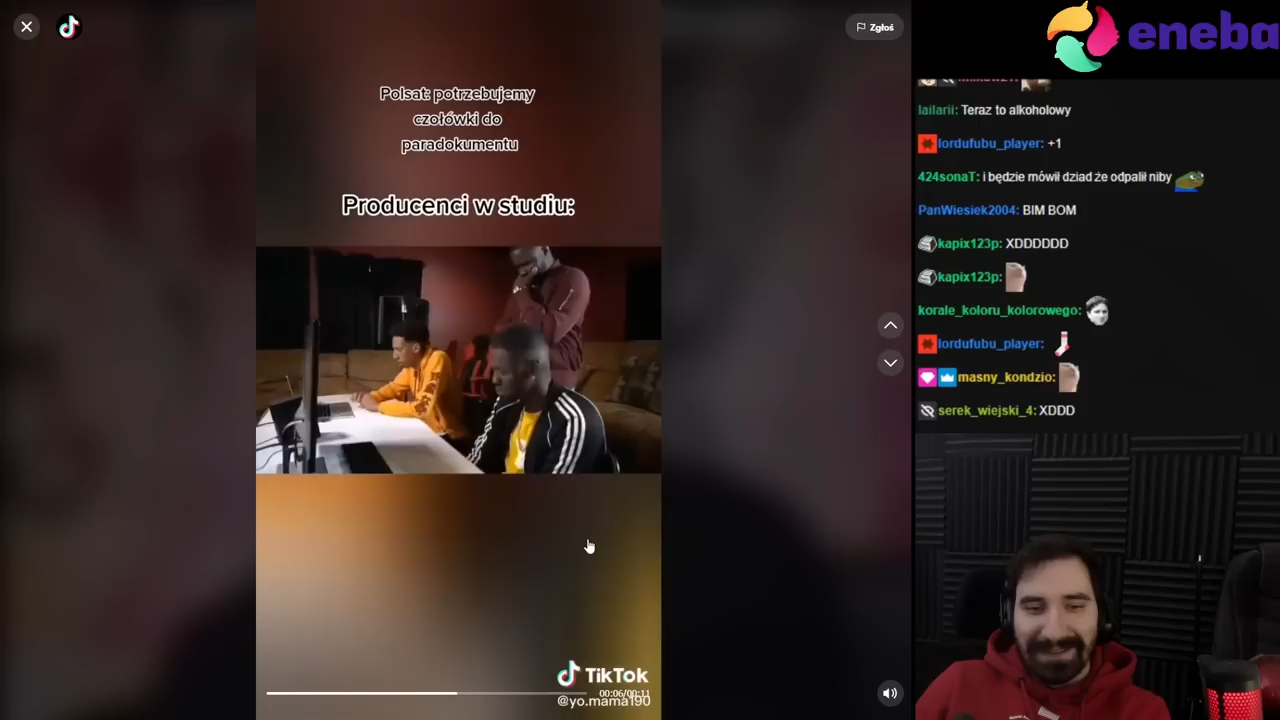 Zgłoś
Polsat: potrzebujemy
czołówki do
paradokumentu
Producenci w studiu:
TikTok
00:06/00:11
@yo.mama190
eneba
lailarii: Teraz to alkoholowy
lordufubu_player: +1
424sonaT: i będzie mówił dziad że odpalił niby
PanWiesiek2004: BIM BOM
kapix123p: XDDDDDD
kapix123p:
korale_koloru_kolorowego:
lordufubu_player:
masny_kondzio:
serek_wiejski_4: XDDD